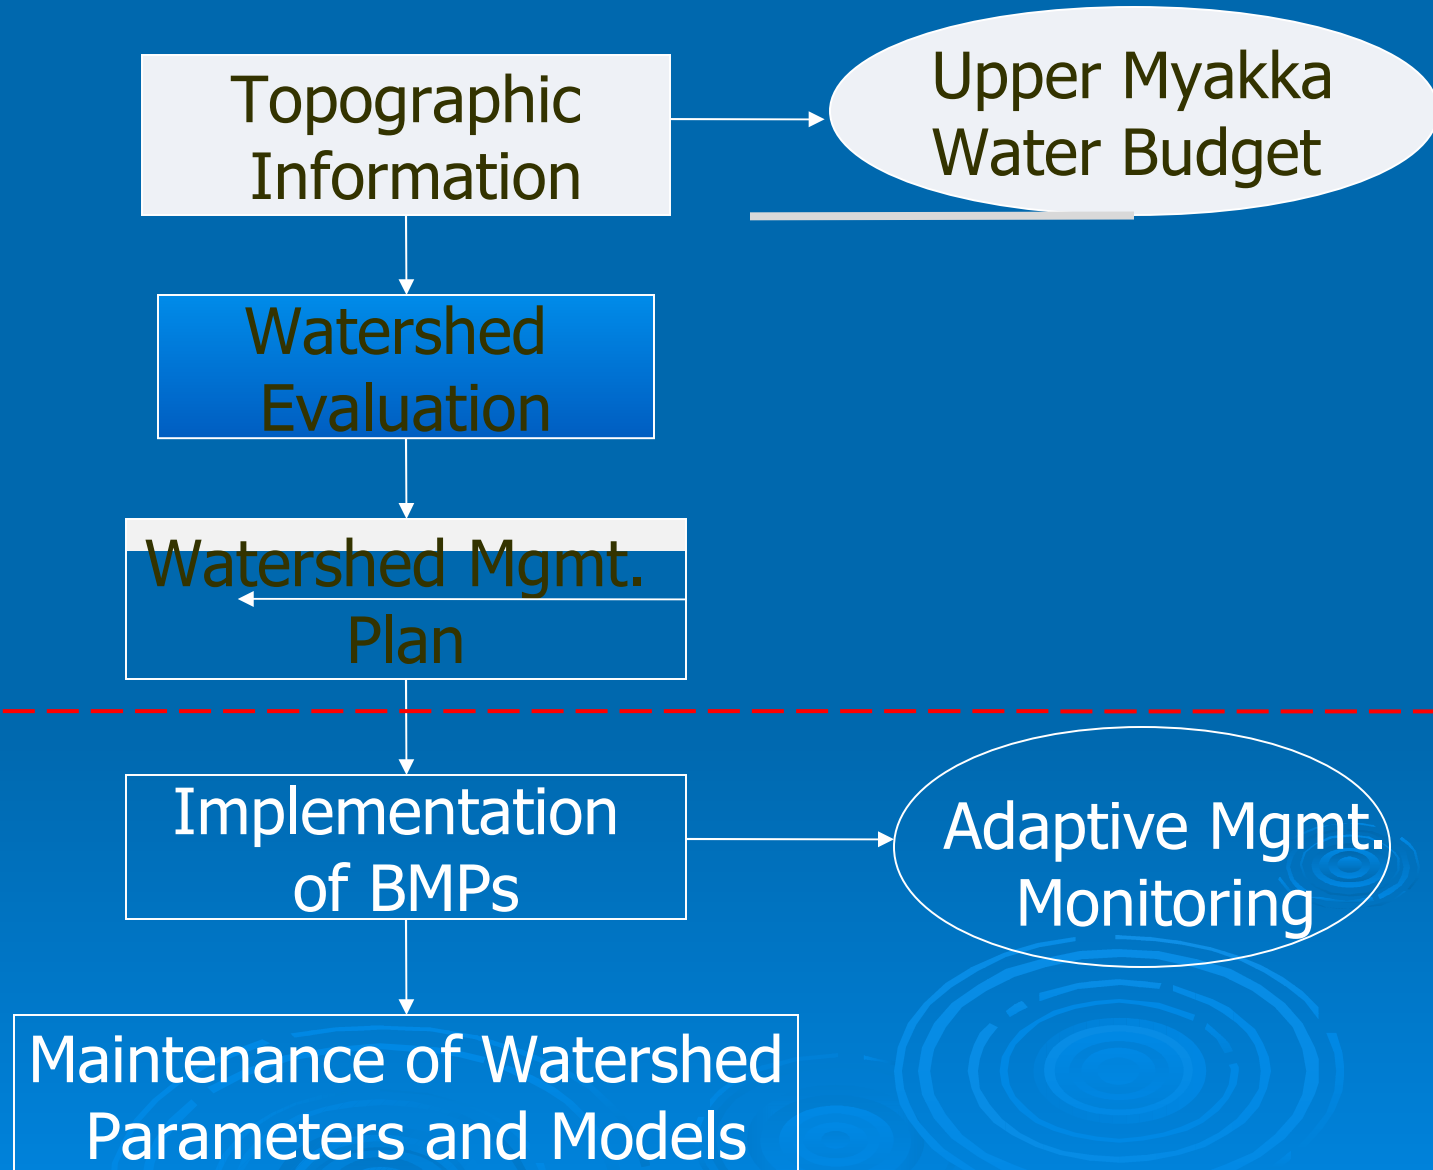 Topographic
Information
Upper Myakka
Water Budget
Watershed
Evaluation
Watershed Mgmt.
Plan
Implementation
of BMPs
Adaptive Mgmt.
Monitoring
Maintenance of Watershed
Parameters and Models